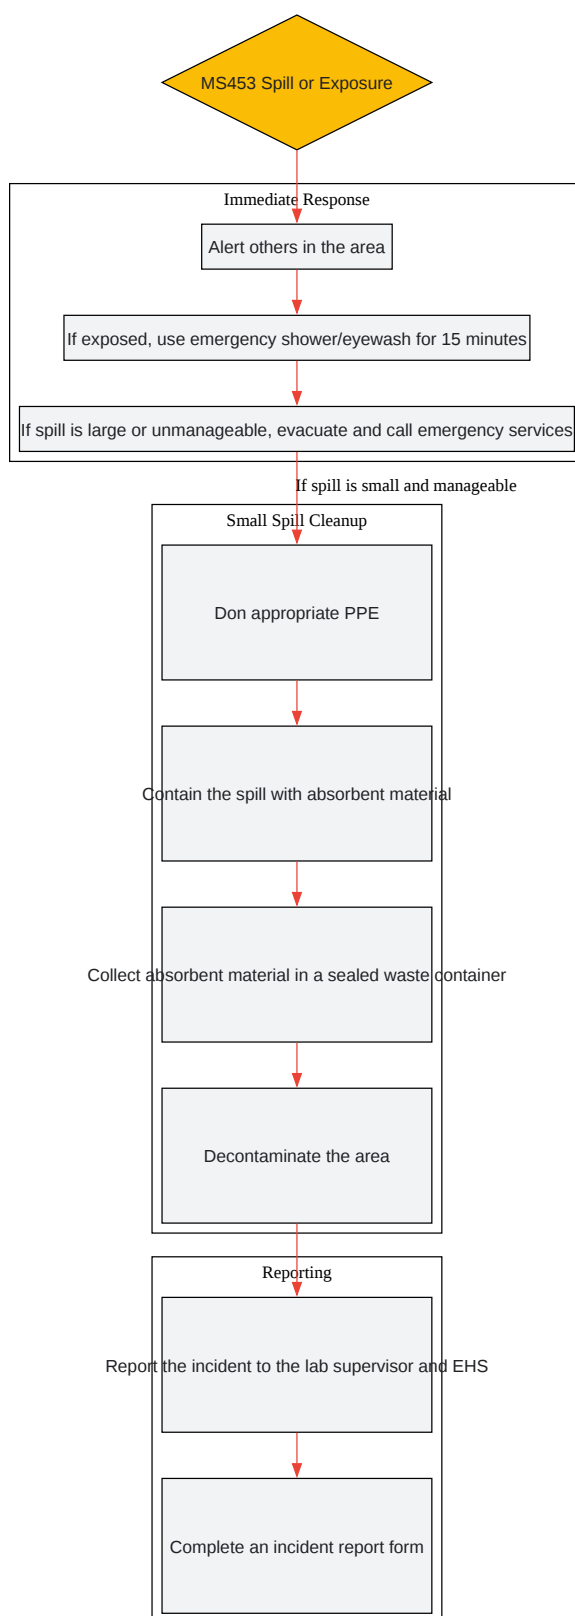 MS453 Spill or Exposure
Immediate Response
Alert others in the area
If exposed, use emergency shower/eyewash for 15 minutes
If spill is large or unmanageable, evacuate and call emergency services
If spill is small and manageable
Small Spill Cleanup
Don appropriate PPE
Contain the spill with absorbent material
Collect absorbent material in a sealed waste container
Decontaminate the area
Reporting
Report the incident to the lab supervisor and EHS
Complete an incident report form